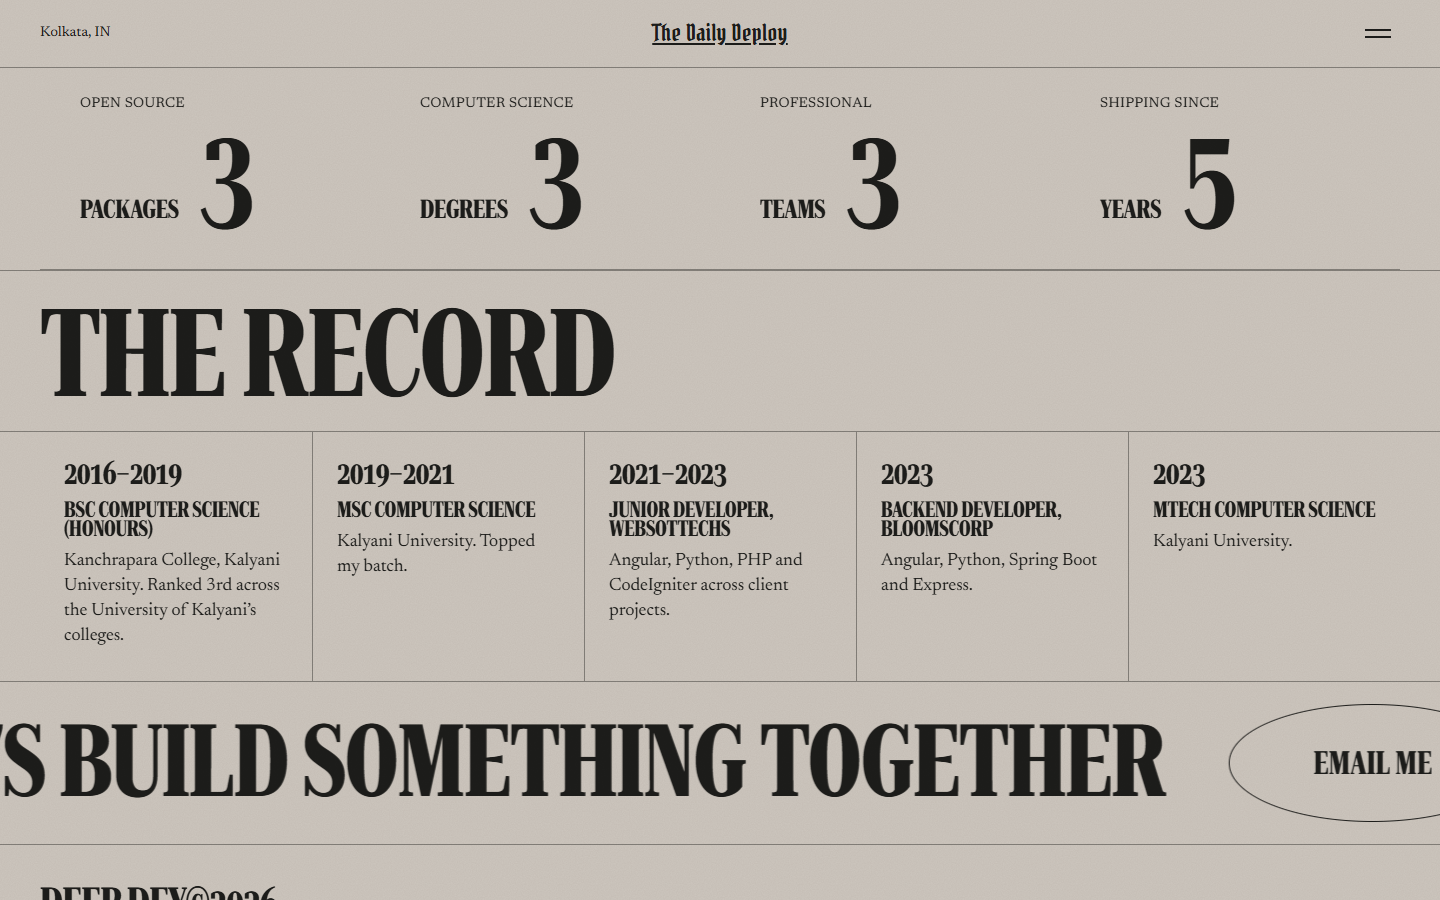 Kolkata, IN
The Daily Deploy
OPEN SOURCE
PACKAGES 3
COMPUTER SCIENCE
DEGREES 3
PROFESSIONAL
TEAMS 3
SHIPPING SINCE
YEARS 5
THE RECORD
2016–2019
BSC COMPUTER SCIENCE
(HONOURS)
Kanchrapara College, Kalyani
University. Ranked 3rd across
the University of Kalyani’s
colleges.
2019–2021
MSC COMPUTER SCIENCE
Kalyani University. Topped
my batch.
2021–2023
JUNIOR DEVELOPER,
WEBSOTTECHS
Angular, Python, PHP and
CodeIgniter across client
projects.
2023
BACKEND DEVELOPER,
BLOOMSCORP
Angular, Python, Spring Boot
and Express.
2023
MTECH COMPUTER SCIENCE
Kalyani University.
’S BUILD SOMETHING TOGETHER
EMAIL ME